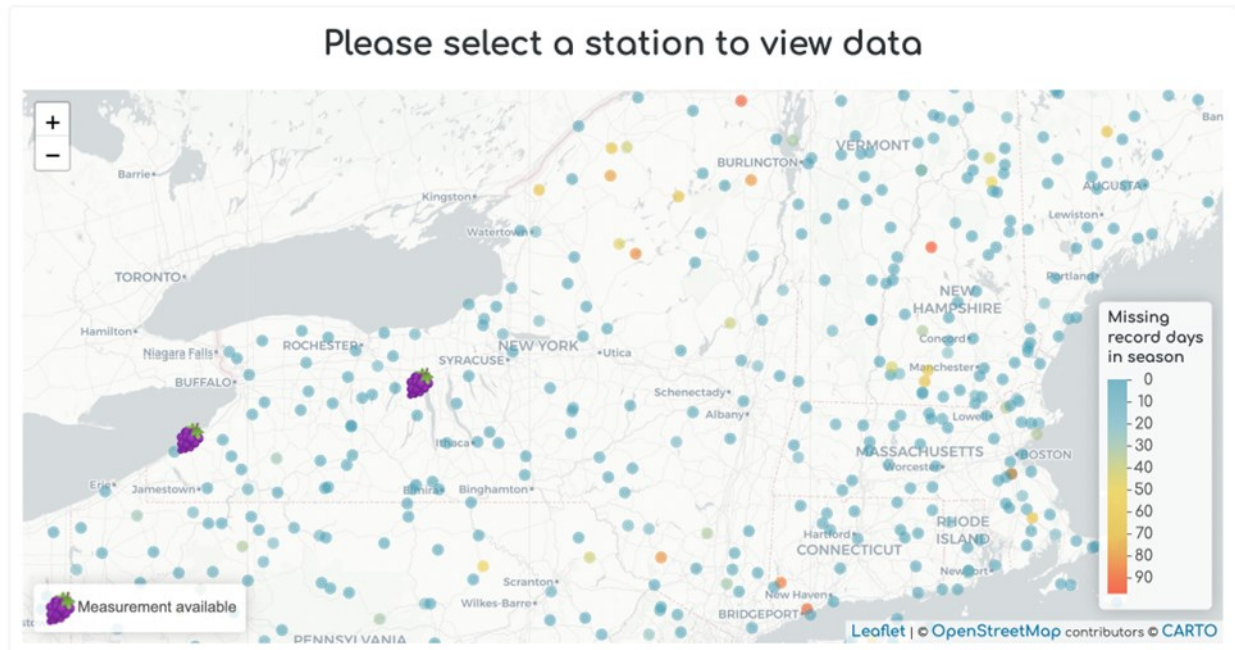 Please select a station to view data
+
−
Barrie
Kingston
Watertown
TORONTO
Hamilton
Niagara Falls
BUFFALO
ROCHESTER
SYRACUSE
NEW YORK
Utica
BURLINGTON
VERMONT
AUGUSTA
Lewiston
Portland
NEW
HAMPSHIRE
Concord
Manchester
Schenectady
Albany
Lowell
MASSACHUSETTS
Worcester
BOSTON
Ithaca
Erie
Jamestown
Elmira
Binghamton
Hartford
CONNECTICUT
RHODE
ISLAND
Newport
Scranton
Wilkes-Barre
New Haven
BRIDGEPORT
PENNSYLVANIA
Missing
record days
in season
0
10
20
30
40
50
60
70
80
90
Measurement available
Leaflet | © OpenStreetMap contributors © CARTO